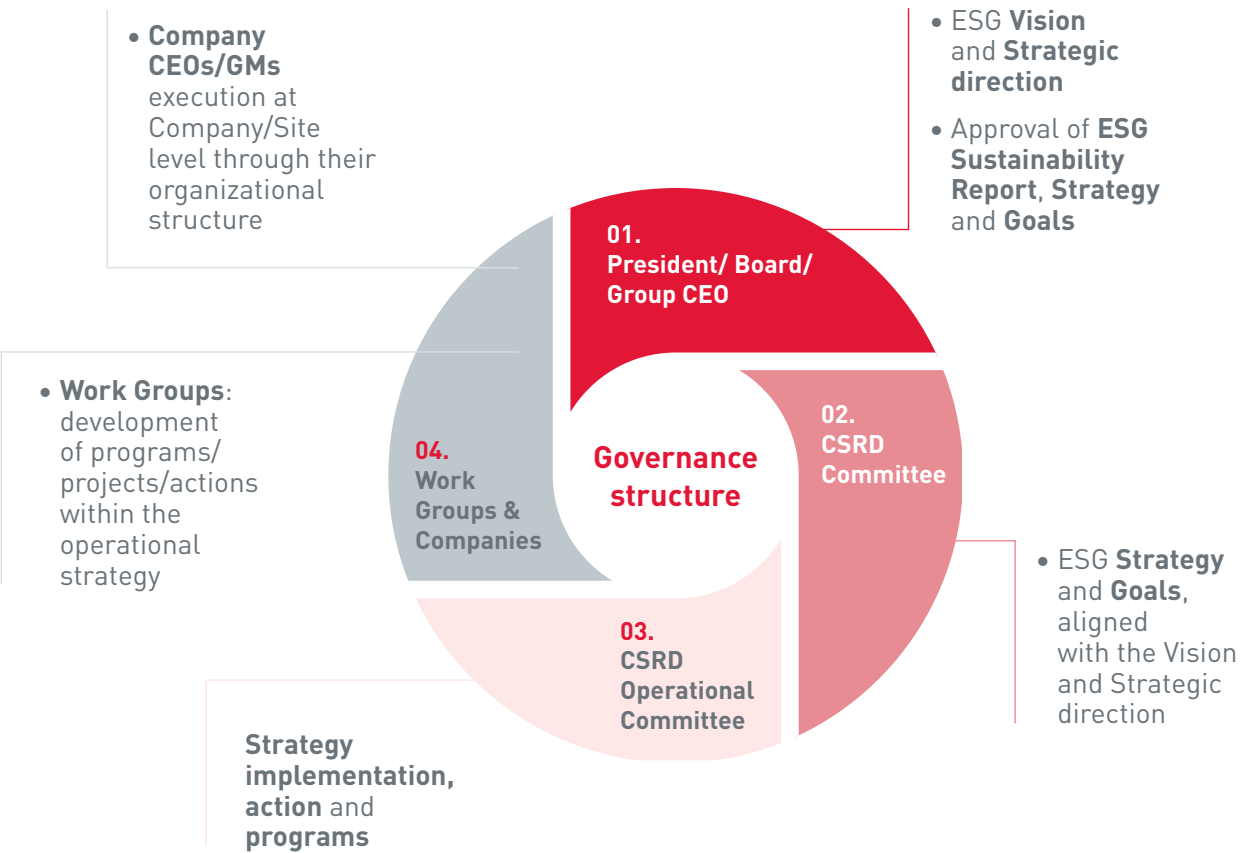 • Company
CEOs/GMs
execution at
Company/Site
level through their
organizational
structure
• ESG Vision
and Strategic
direction
• Approval of ESG
Sustainability
Report, Strategy
and Goals
01.
President/ Board/
Group CEO
• Work Groups:
development
of programs/
projects/actions
within the
operational
strategy
04.
Work
Groups &
Companies
Governance
structure
02.
CSRD
Committee
• ESG Strategy
and Goals,
aligned
with the Vision
and Strategic
direction
03.
CSRD
Operational
Committee
Strategy
implementation,
action and
programs